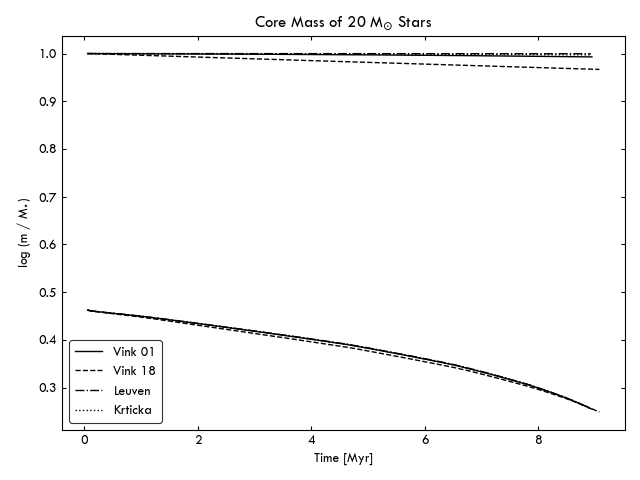 Core Mass of 20 M⊙ Stars
log (m / M⋆)
1.0
0.9
0.8
0.7
0.6
0.5
0.4
0.3
Vink 01
Vink 18
Leuven
Krticka
0 2 4 6 8
Time [Myr]